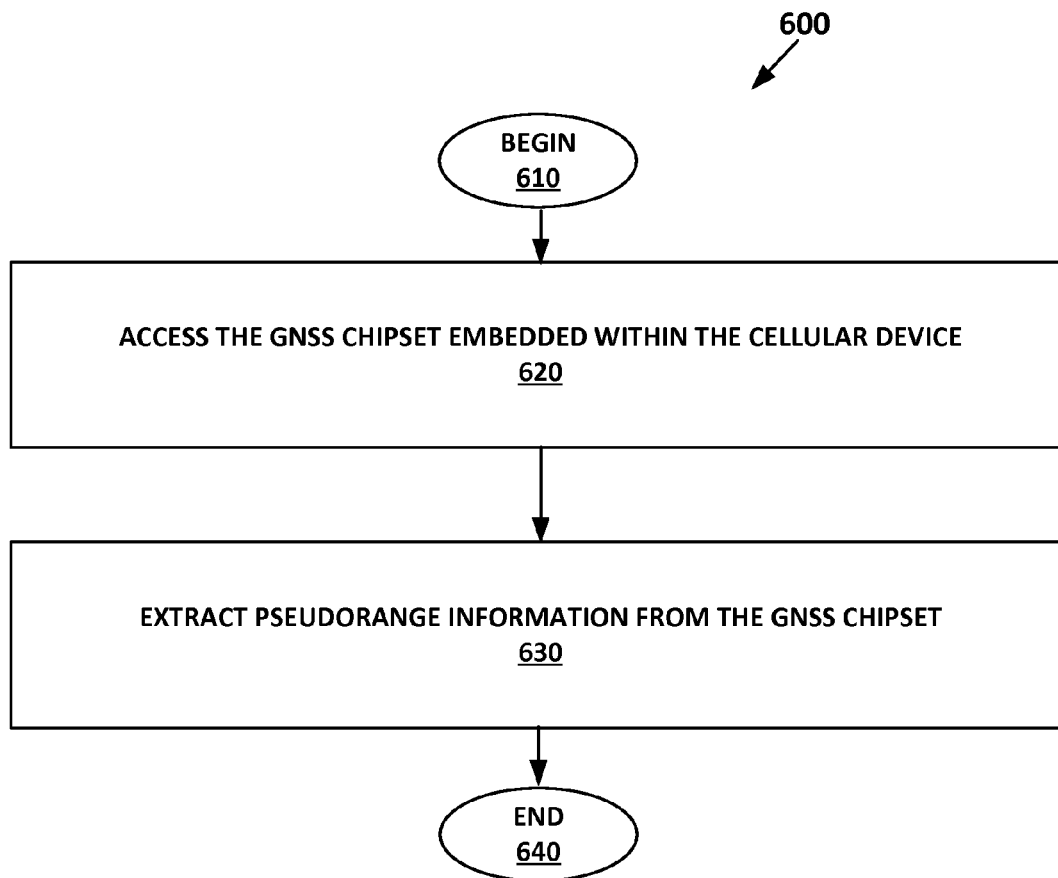 600
BEGIN
610
ACCESS THE GNSS CHIPSET EMBEDDED WITHIN THE CELLULAR DEVICE
620
EXTRACT PSEUDORANGE INFORMATION FROM THE GNSS CHIPSET
630
END
640